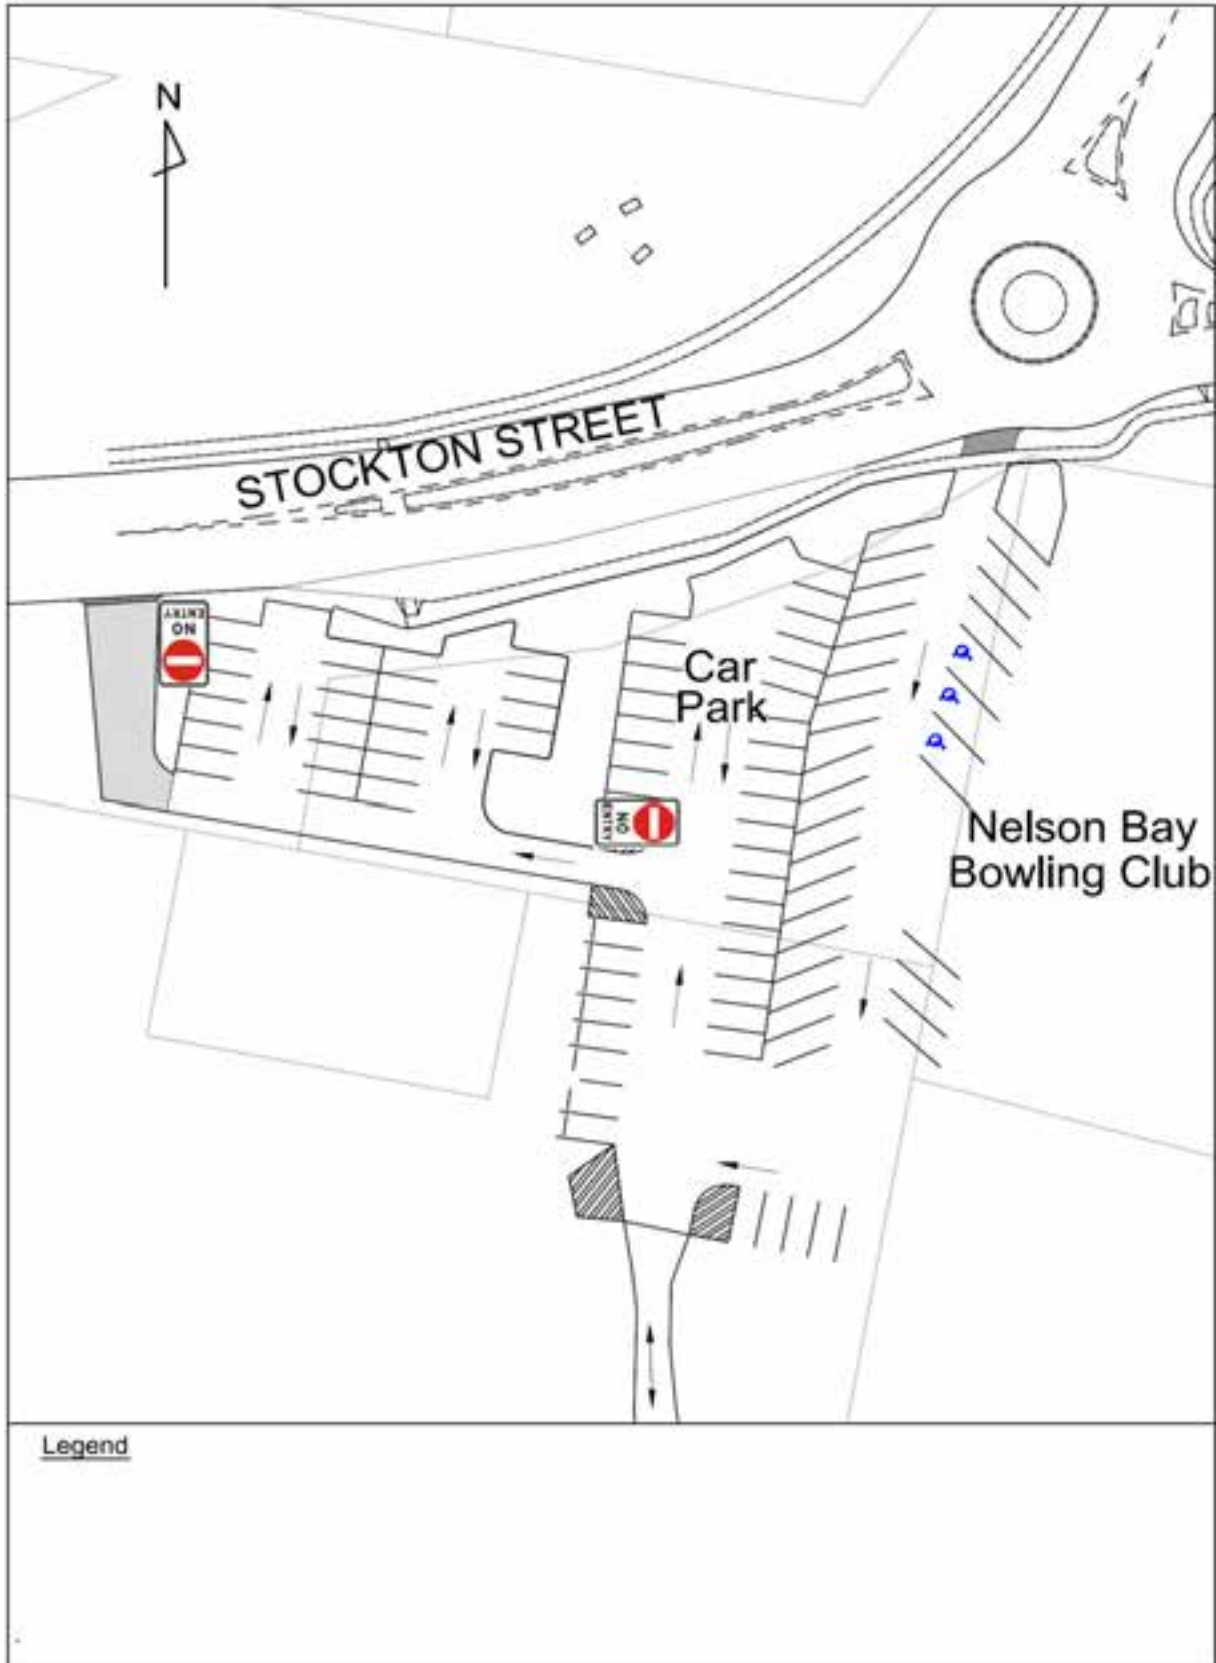 N
STOCKTON STREET
NO
ENTRY
Car
Park
NO
ENTRY
Nelson Bay
Bowling Club
Legend